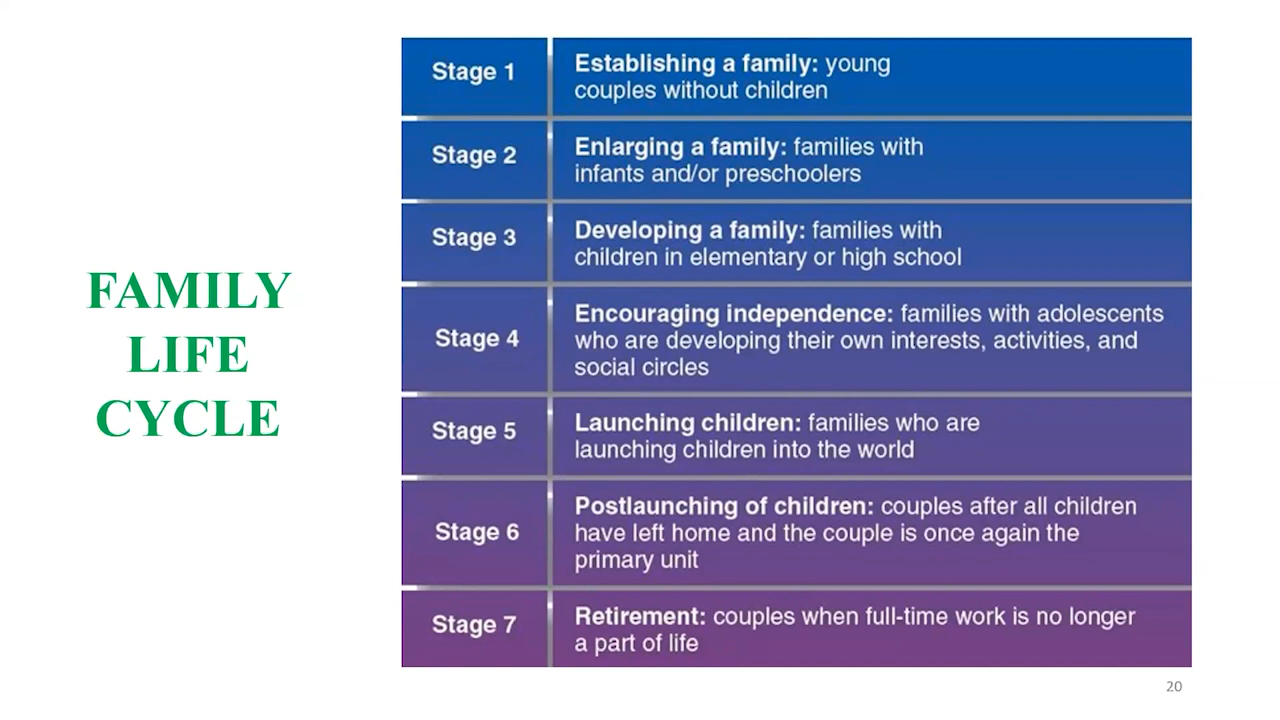 FAMILY
LIFE
CYCLE
Stage 1
Establishing a family: young
couples without children
Stage 2
Enlarging a family: families with
infants and/or preschoolers
Stage 3
Developing a family: families with
children in elementary or high school
Stage 4
Encouraging independence: families with adolescents
who are developing their own interests, activities, and
social circles
Stage 5
Launching children: families who are
launching children into the world
Stage 6
Postlaunching of children: couples after all children
have left home and the couple is once again the
primary unit
Stage 7
Retirement: couples when full-time work is no longer
a part of life
20